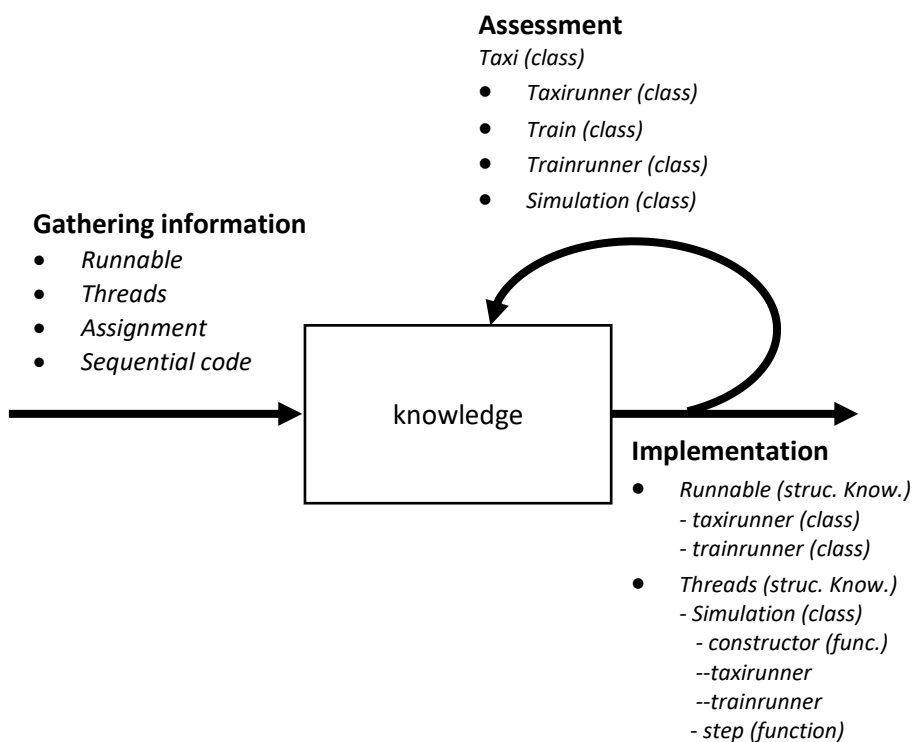 Assessment
Taxi (class)
• Taxirunner (class)
• Train (class)
• Trainrunner (class)
• Simulation (class)
Gathering information
• Runnable
• Threads
• Assignment
• Sequential code
knowledge
Implementation
• Runnable (struc. Know.)
- taxirunner (class)
- trainrunner (class)
• Threads (struc. Know.)
- Simulation (class)
- constructor (func.)
--taxirunner
--trainrunner
- step (function)